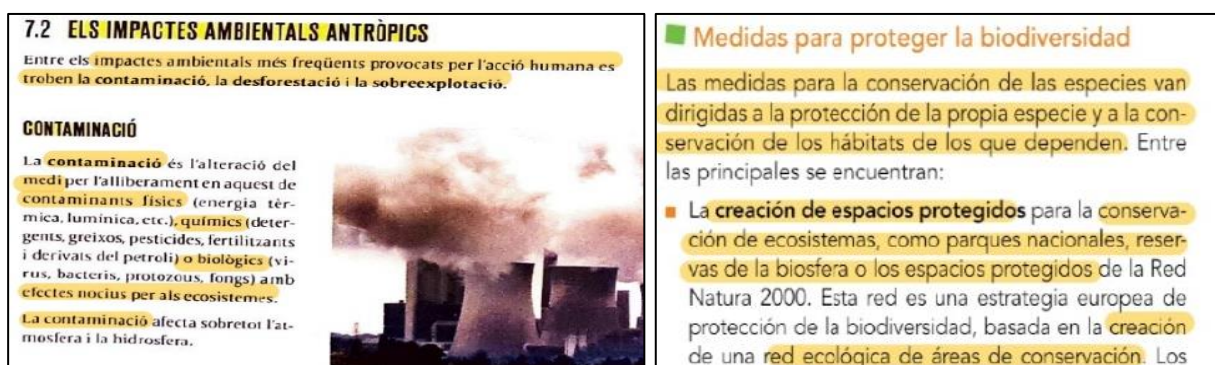 7.2 ELS IMPACTES AMBIENTALS ANTRÒPICS
Entre els impactes ambientals més freqüents provocats per l'acció humana es
troben la contaminació, la desforestació i la sobreexplotació.
CONTAMINACIÓ
La contaminació és l'alteració del
medi per l'alliberament en aquest de
contaminants físics (energia tèr-
mica, lumínica, etc.), químics (deter-
gents, greixos, pesticides, fertilitzants
i derivats del petroli) o biològics (vi-
rus, bacteris, protozous, fongs) amb
efectes nocius per als ecosistemes.
La contaminació afecta sobretot l'at-
mosfera i la hidrosfera.
Medidas para proteger la biodiversidad
Las medidas para la conservación de las especies van
dirigidas a la protección de la propia especie y a la con-
servación de los hábitats de los que dependen. Entre
las principales se encuentran:
La creación de espacios protegidos para la conserva-
ción de ecosistemas, como parques nacionales, reser-
vas de la biosfera o los espacios protegidos de la Red
Natura 2000. Esta red es una estrategia europea de
protección de la biodiversidad, basada en la creación
de una red ecológica de áreas de conservación. Los